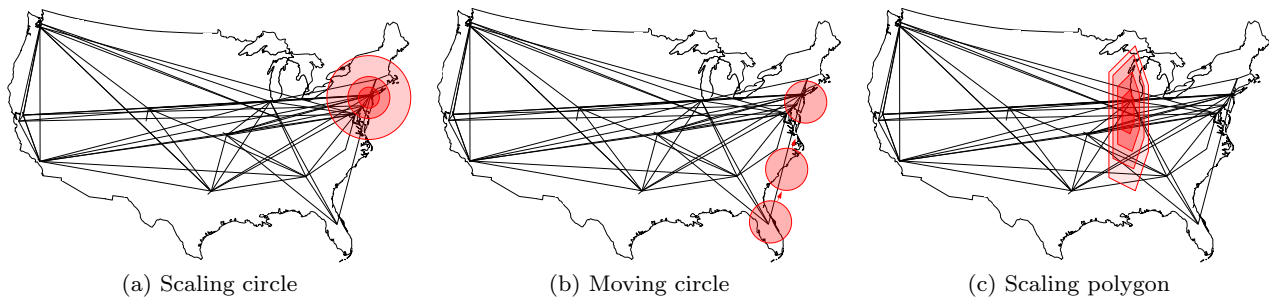 (a) Scaling circle
(b) Moving circle
(c) Scaling polygon